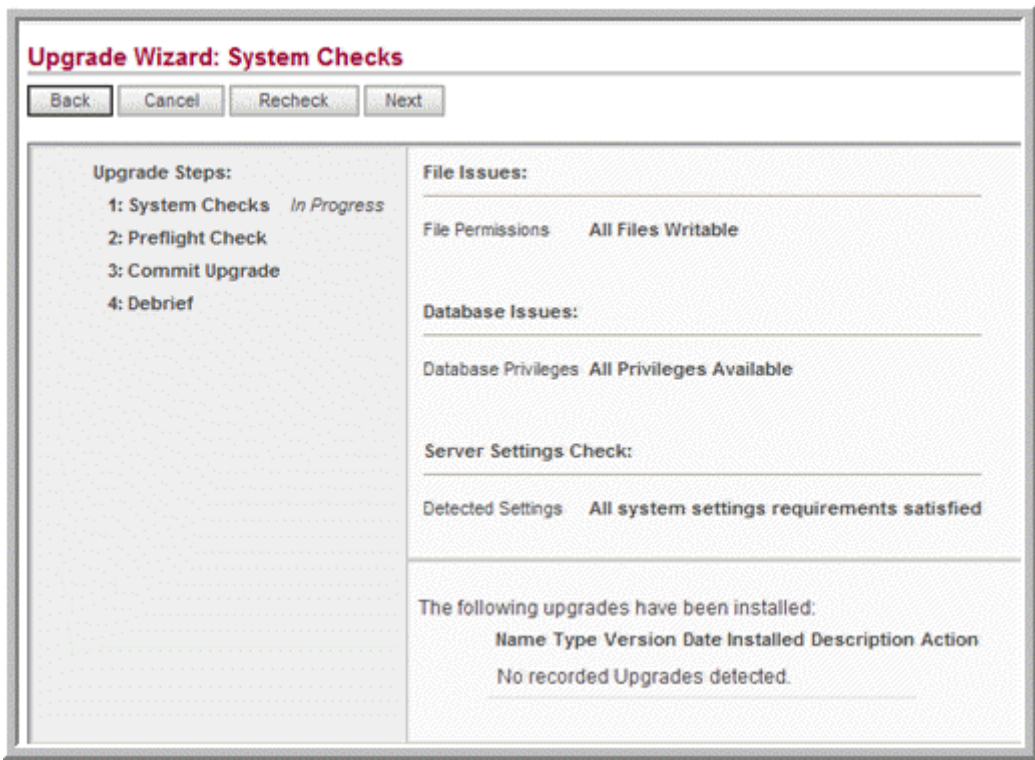 Upgrade Wizard: System Checks
Back Cancel Recheck Next
Upgrade Steps:
1: System Checks In Progress
2: Preflight Check
3: Commit Upgrade
4: Debrief
File Issues:
File Permissions All Files Writable
Database Issues:
Database Privileges All Privileges Available
Server Settings Check:
Detected Settings All system settings requirements satisfied
The following upgrades have been installed:
Name Type Version Date Installed Description Action
No recorded Upgrades detected.